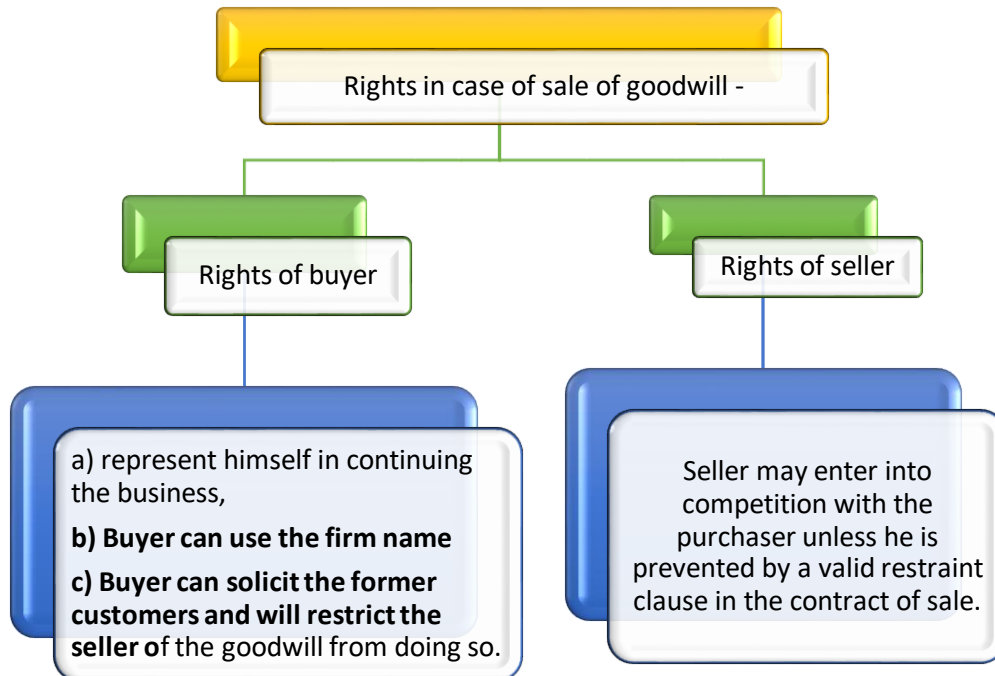 Rights in case of sale of goodwill -
Rights of buyer
Rights of seller
a) represent himself in continuing
the business,
b) Buyer can use the firm name
c) Buyer can solicit the former
customers and will restrict the
seller of the goodwill from doing so.
Seller may enter into
competition with the
purchaser unless he is
prevented by a valid restraint
clause in the contract of sale.